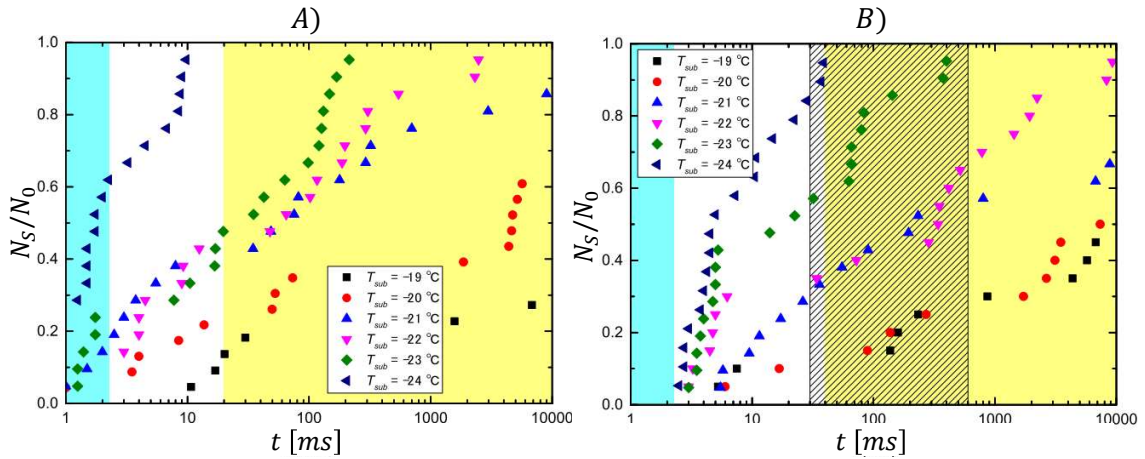 A)
B)
1.0
0.8
0.6
0.4
0.2
0.0
N_S/N_0
T_sub = −19 °C
T_sub = −20 °C
T_sub = −21 °C
T_sub = −22 °C
T_sub = −23 °C
T_sub = −24 °C
1
10
100
1000
10000
t [ms]
1.0
0.8
0.6
0.4
0.2
0.0
N_S/N_0
T_sub = −19 °C
T_sub = −20 °C
T_sub = −21 °C
T_sub = −22 °C
T_sub = −23 °C
T_sub = −24 °C
1
10
100
1000
10000
t [ms]